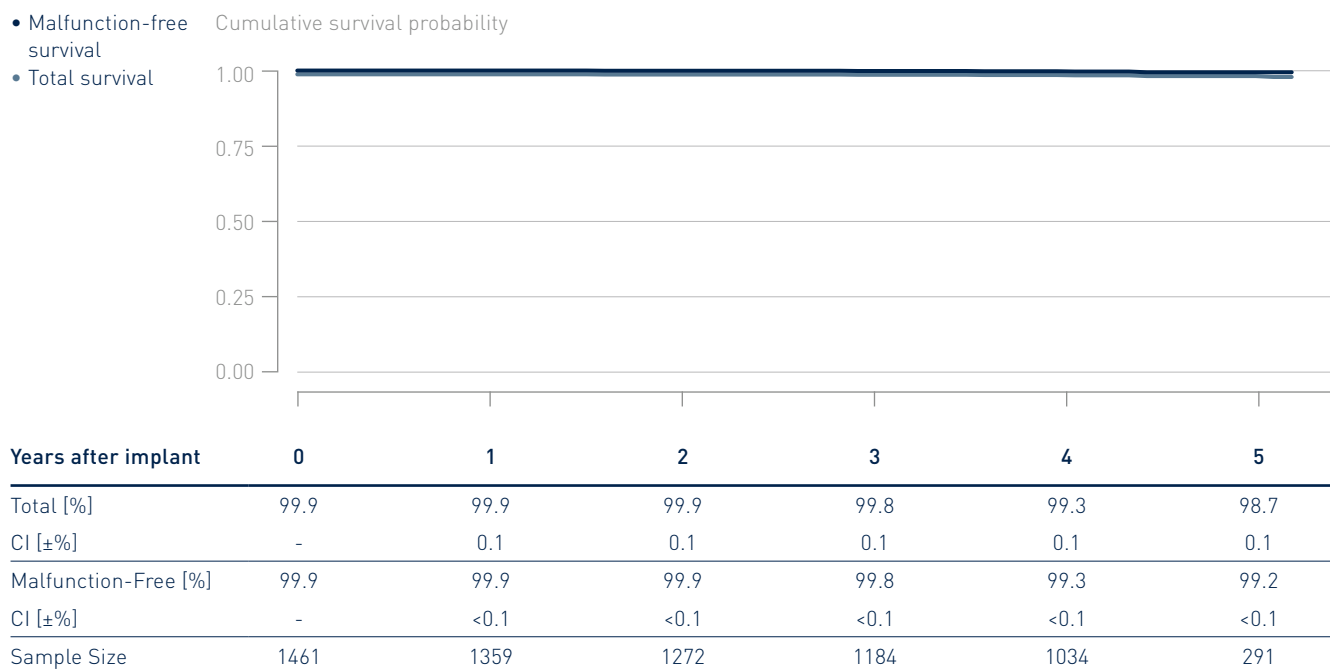 • Malfunction-free survival
• Total survival
Cumulative survival probability
1.00
0.75
0.50
0.25
0.00
Years after implant 0 1 2 3 4 5
Total [%] 99.9 99.9 99.9 99.8 99.3 98.7
CI [±%] - 0.1 0.1 0.1 0.1 0.1
Malfunction-Free [%] 99.9 99.9 99.9 99.8 99.3 99.2
CI [±%] - <0.1 <0.1 <0.1 <0.1 <0.1
Sample Size 1461 1359 1272 1184 1034 291